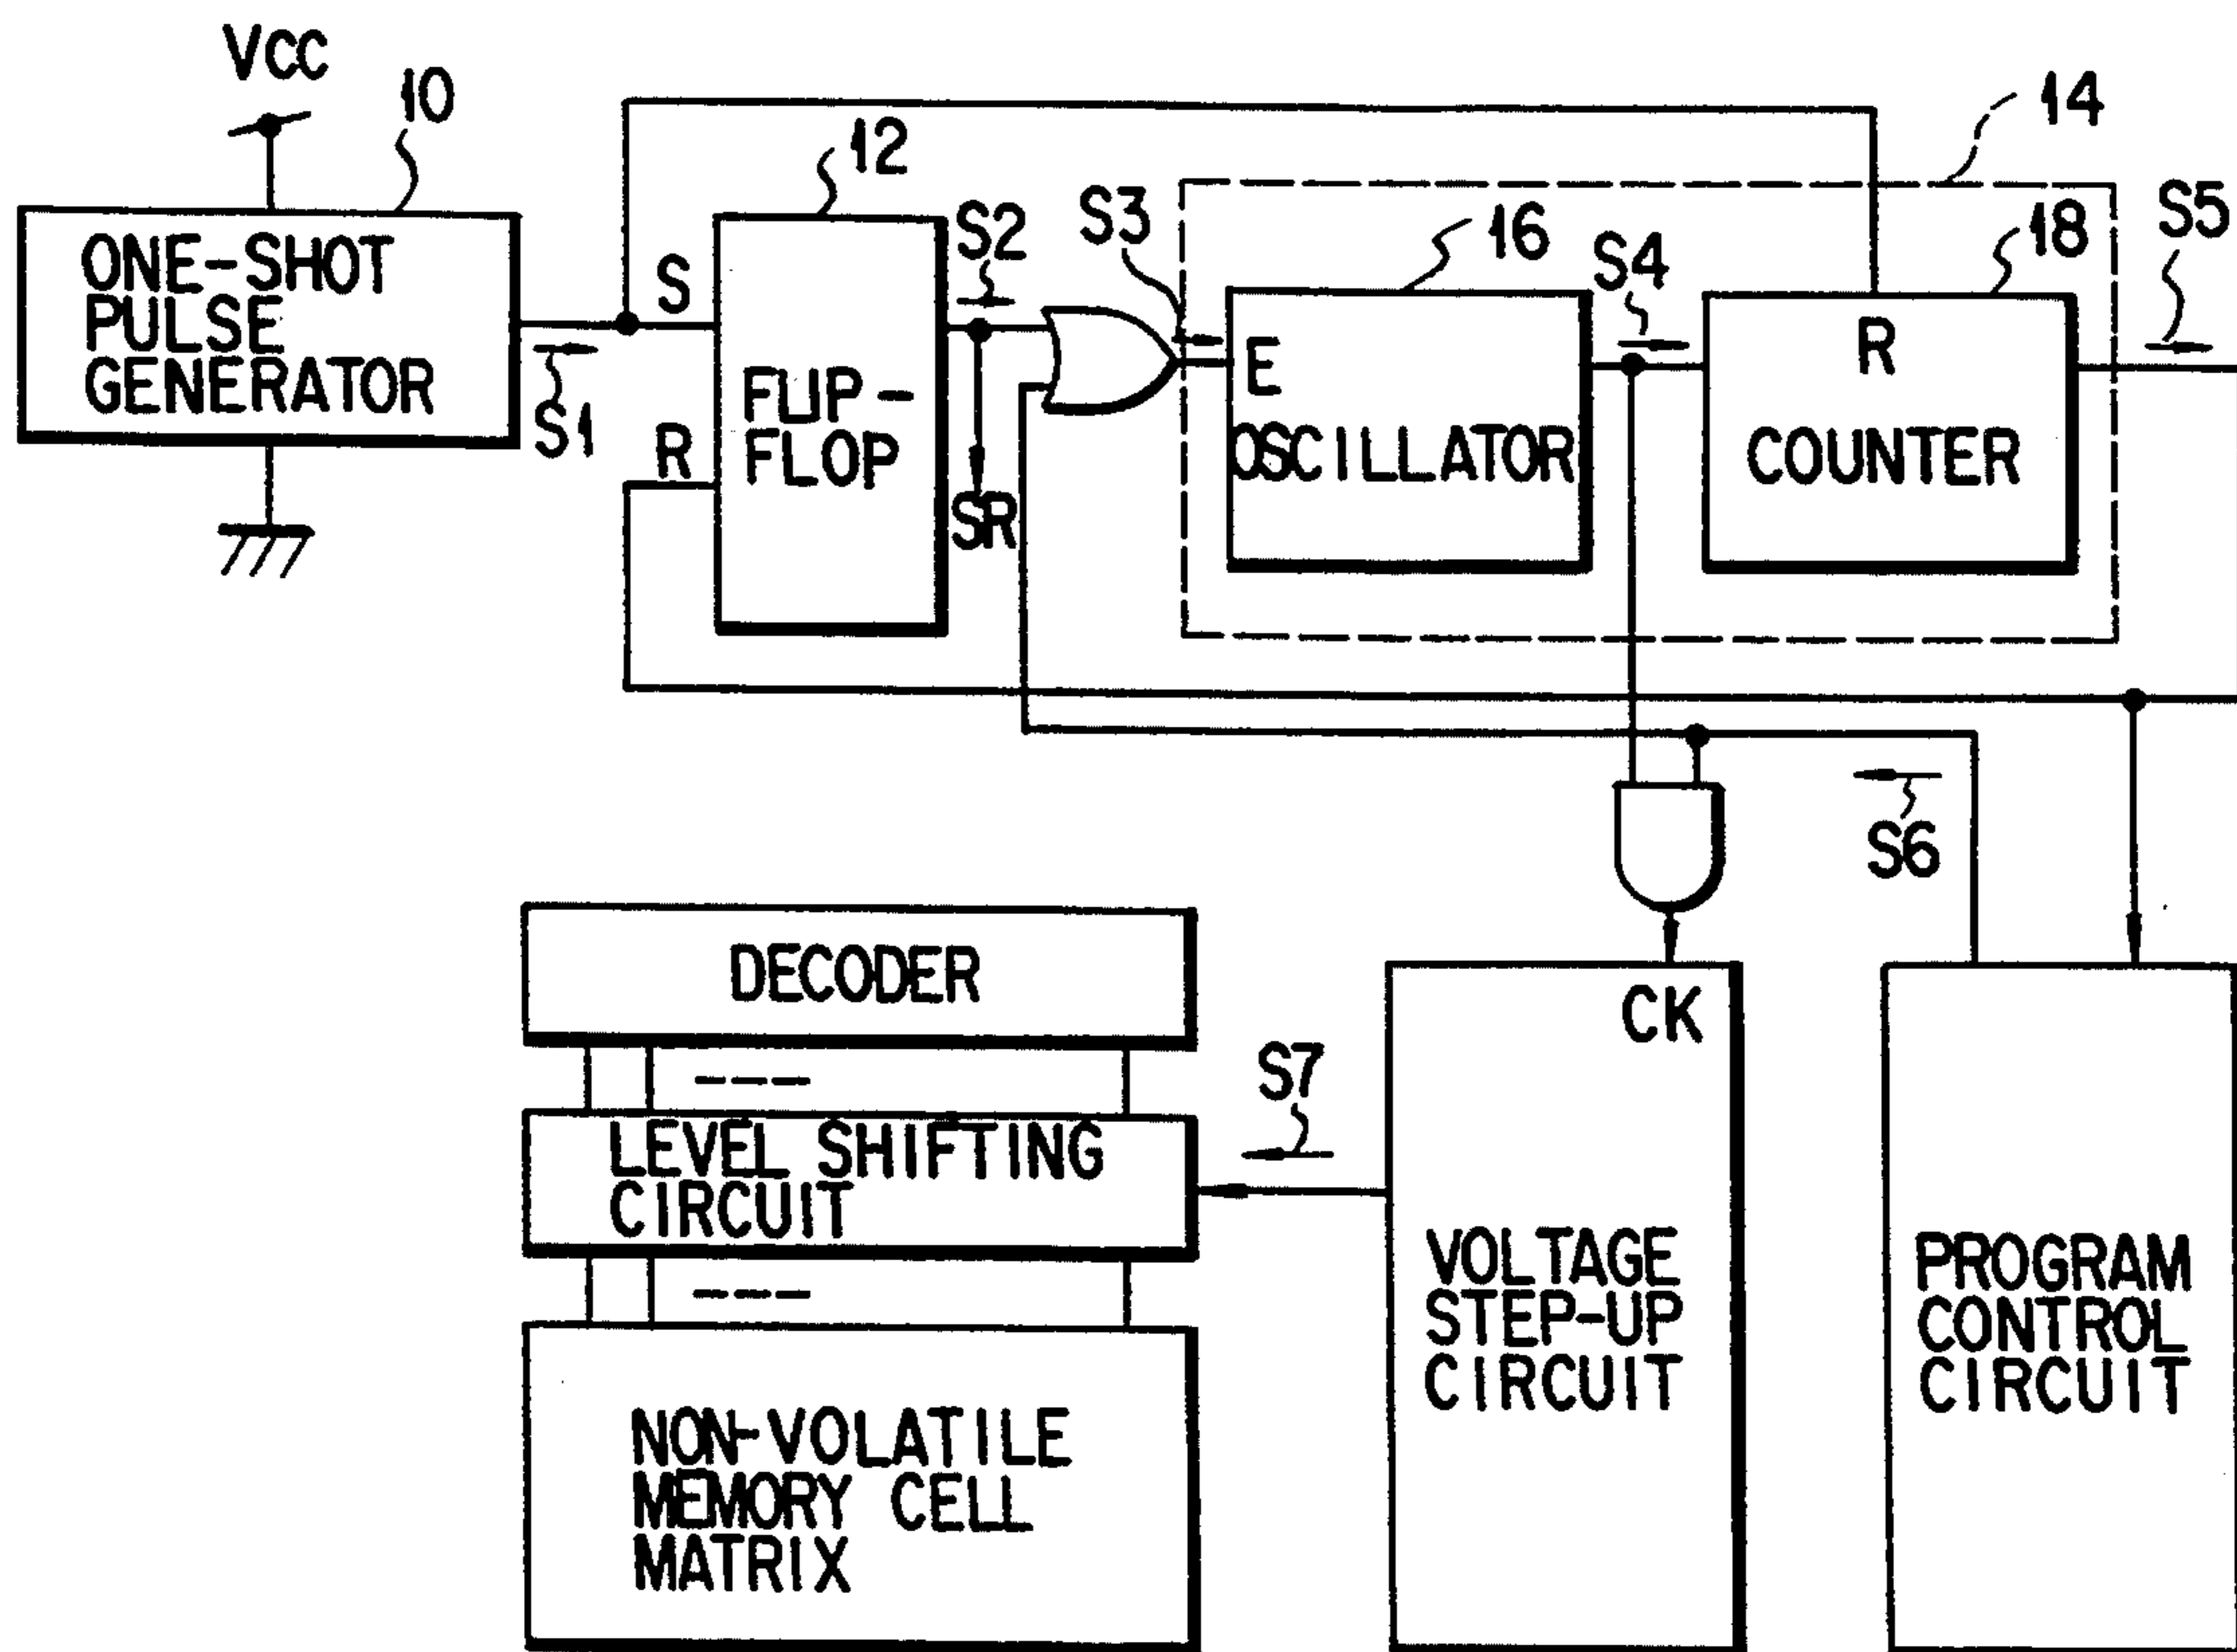 VCC
10
12
14
ONE-SHOT
PULSE
GENERATOR
S1
S
R
FLIP-
FLOP
S2
SR
S3
16
E
OSCILLATOR
S4
18
R
COUNTER
S5
S6
DECODER
CK
S7
LEVEL SHIFTING
CIRCUIT
VOLTAGE
STEP-UP
CIRCUIT
PROGRAM
CONTROL
CIRCUIT
NON-VOLATILE
MEMORY CELL
MATRIX